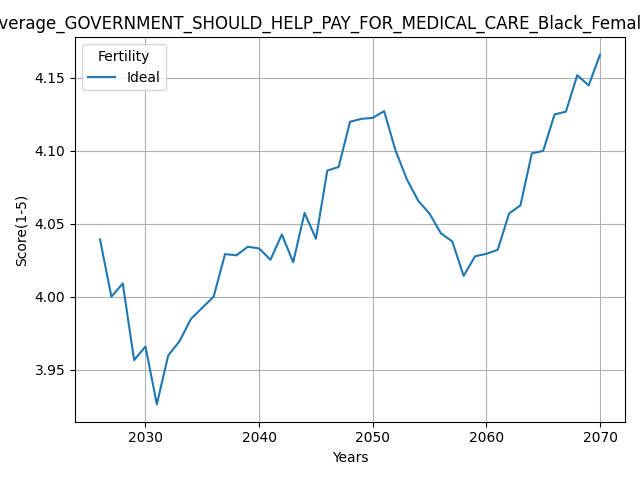 verage_GOVERNMENT_SHOULD_HELP_PAY_FOR_MEDICAL_CARE_Black_Femal
Fertility
Ideal
Score(1-5)
4.15
4.10
4.05
4.00
3.95
2030 2040 2050 2060 2070
Years